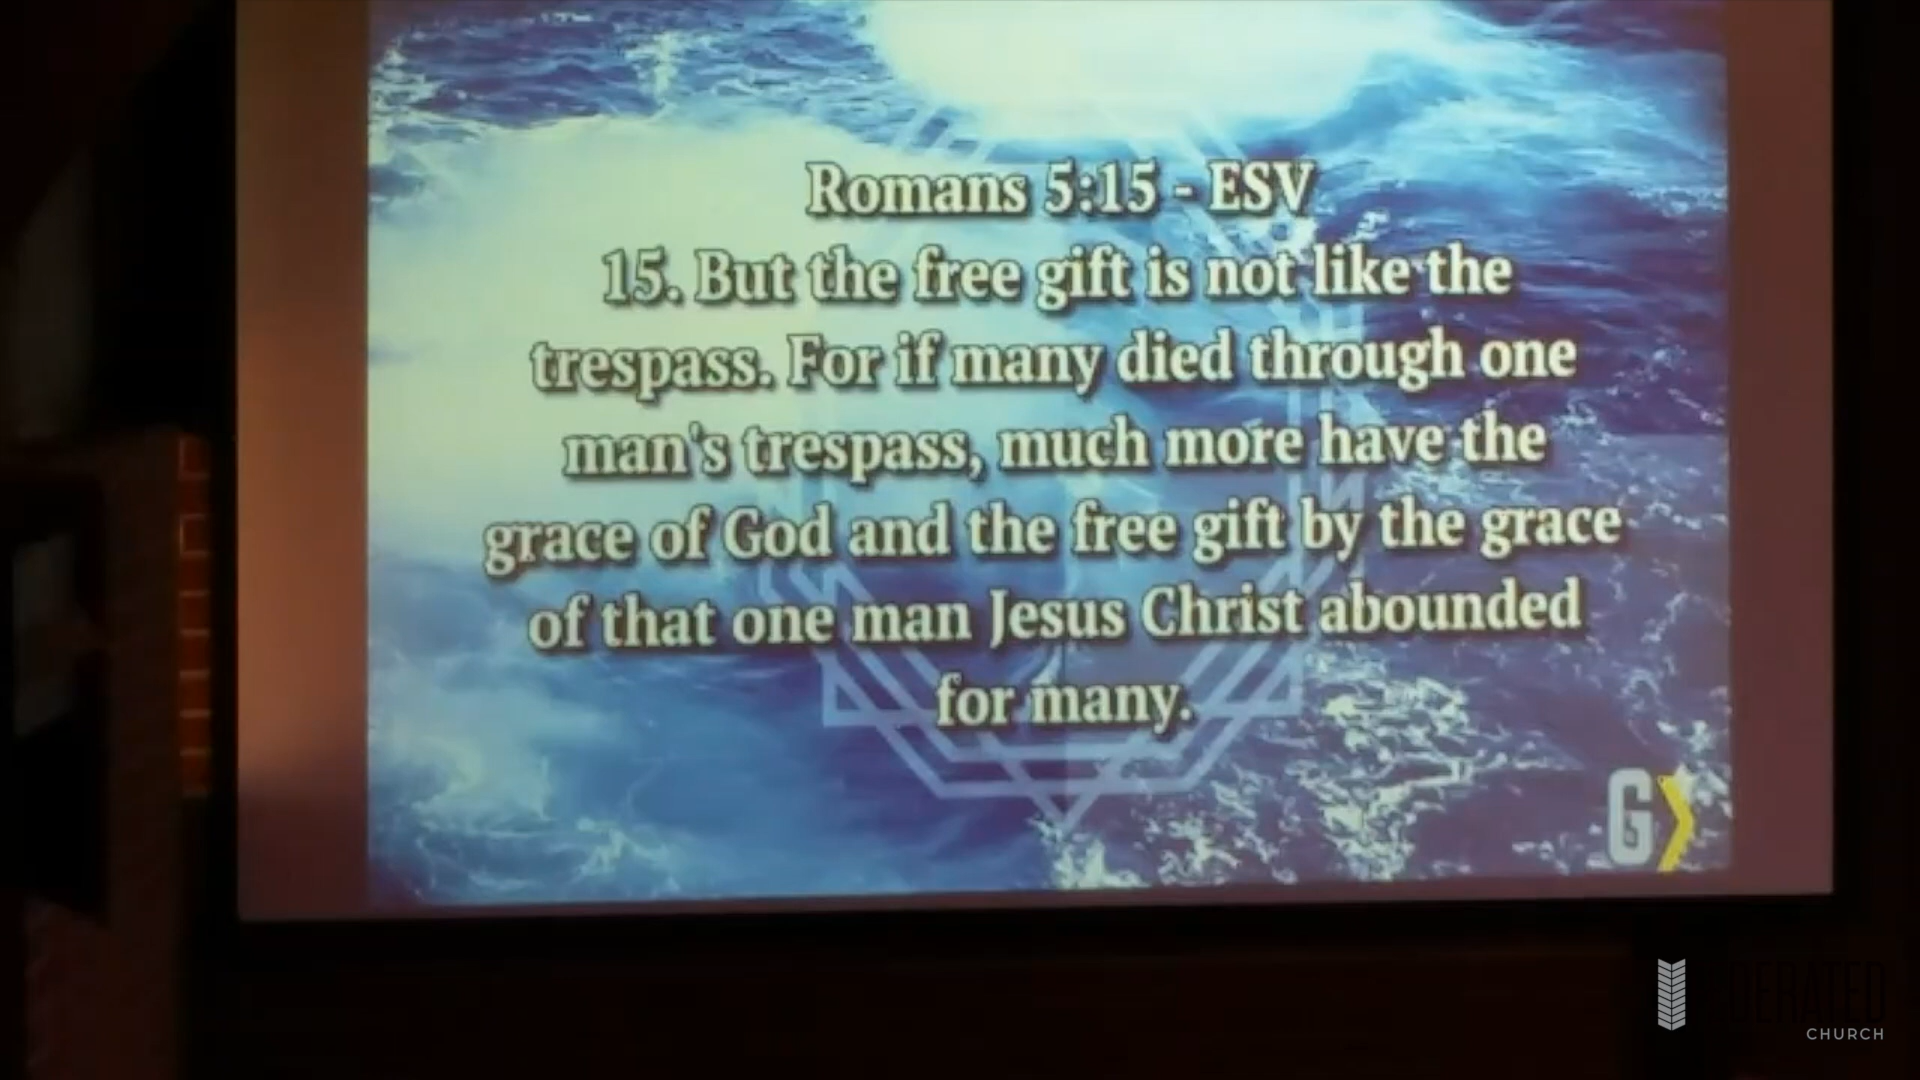 Romans 5:15 - ESV
15. But the free gift is not like the
trespass. For if many died through one
man's trespass, much more have the
grace of God and the free gift by the grace
of that one man Jesus Christ abounded
for many.
G
CHURCH